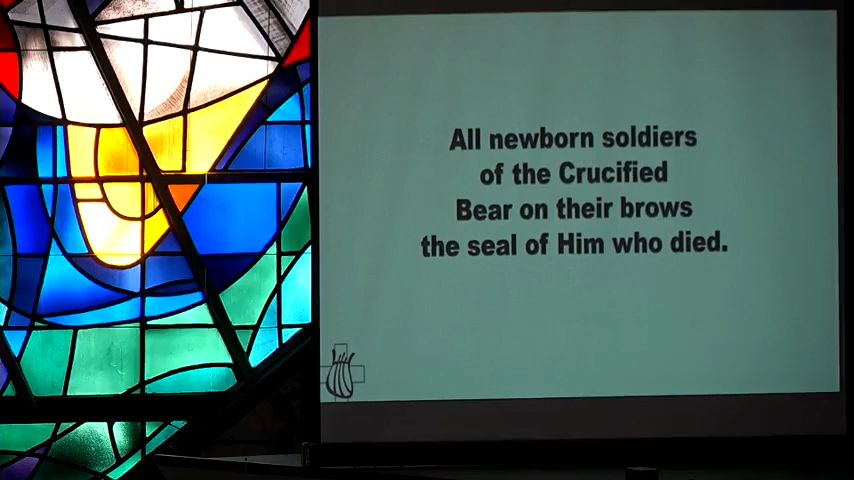 All newborn soldiers
of the Crucified
Bear on their brows
the seal of Him who died.